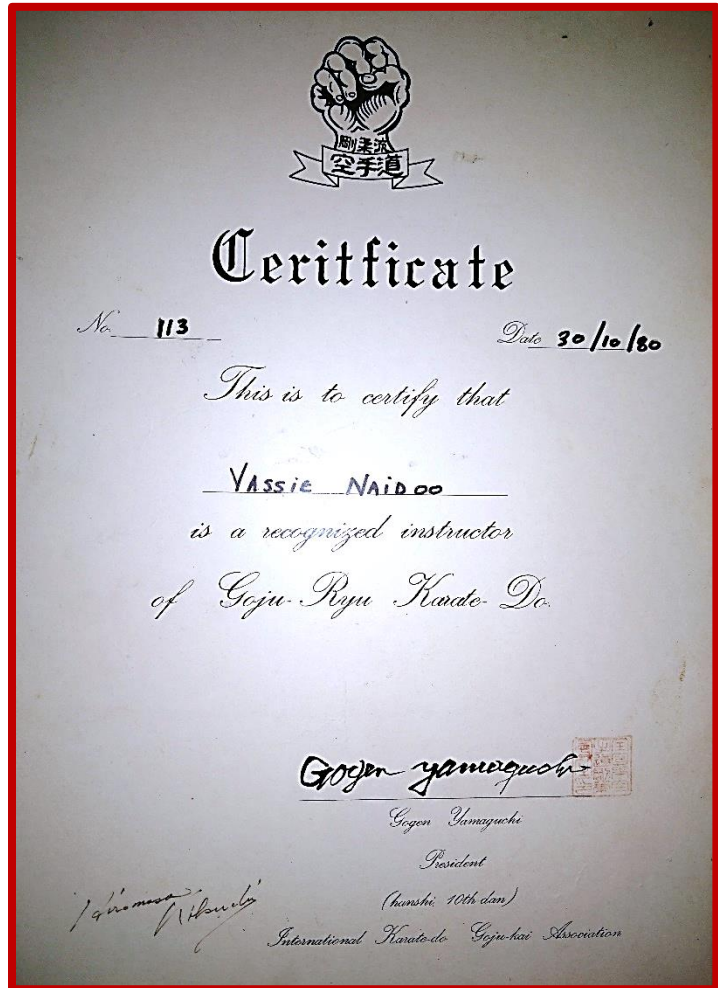 剛柔流
空手道
Ceritficate
No. 113 Date 30/10/80
This is to certify that
VASSIE NAIDOO
is a recognized instructor
of Goju-Ryu Karate-Do.
Gogen Yamaguchi
Gogen Yamaguchi
President
(hanshi 10th dan)
International Karate-do Goju-kai Association